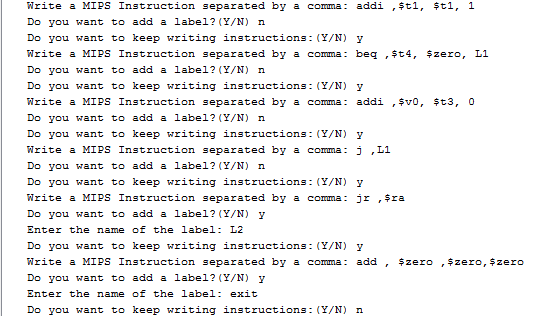 Write a MIPS Instruction separated by a comma: addi ,$t1, $t1, 1
Do you want to add a label?(Y/N) n
Do you want to keep writing instructions:(Y/N) y
Write a MIPS Instruction separated by a comma: beq ,$t4, $zero, L1
Do you want to add a label?(Y/N) n
Do you want to keep writing instructions:(Y/N) y
Write a MIPS Instruction separated by a comma: addi ,$v0, $t3, 0
Do you want to add a label?(Y/N) n
Do you want to keep writing instructions:(Y/N) y
Write a MIPS Instruction separated by a comma: j ,L1
Do you want to add a label?(Y/N) n
Do you want to keep writing instructions:(Y/N) y
Write a MIPS Instruction separated by a comma: jr ,$ra
Do you want to add a label?(Y/N) y
Enter the name of the label: L2
Do you want to keep writing instructions:(Y/N) y
Write a MIPS Instruction separated by a comma: add , $zero ,$zero,$zero
Do you want to add a label?(Y/N) y
Enter the name of the label: exit
Do you want to keep writing instructions:(Y/N) n